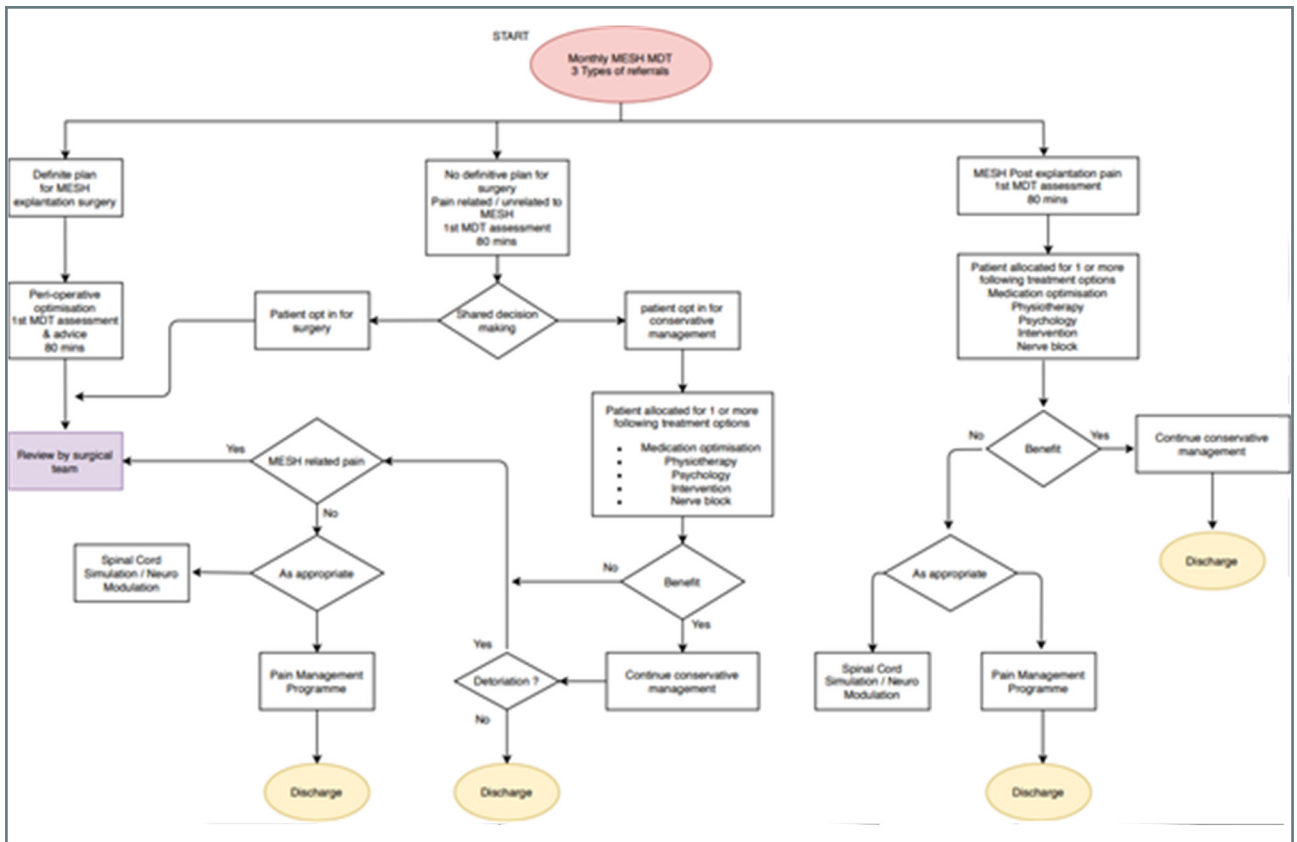 START
Monthly MESH MDT
3 Types of referrals
Definite plan
for MESH
explantation surgery
No definitive plan for
surgery
Pain related / unrelated to
MESH
1st MDT assessment
80 mins
MESH Post explantation pain
1st MDT assessment
80 mins
Peri-operative
optimisation
1st MDT assessment
& advice
80 mins
Patient opt in for
surgery
Shared decision
making
patient opt in for
conservative
management
Patient allocated for 1 or more
following treatment options
Medication optimisation
Physiotherapy
Psychology
Intervention
Nerve block
Patient allocated for 1 or more
following treatment options
• Medication optimisation
• Physiotherapy
• Psychology
• Intervention
• Nerve block
Review by surgical
team
Yes
MESH related pain
No
No
Benefit
Yes
Continue conservative
management
Discharge
Spinal Cord
Simulation / Neuro
Modulation
As appropriate
No
Benefit
Yes
As appropriate
Pain Management
Programme
Yes
Detoriation ?
No
Continue conservative
management
Spinal Cord
Simulation / Neuro
Modulation
Pain Management
Programme
Discharge
Discharge
Discharge